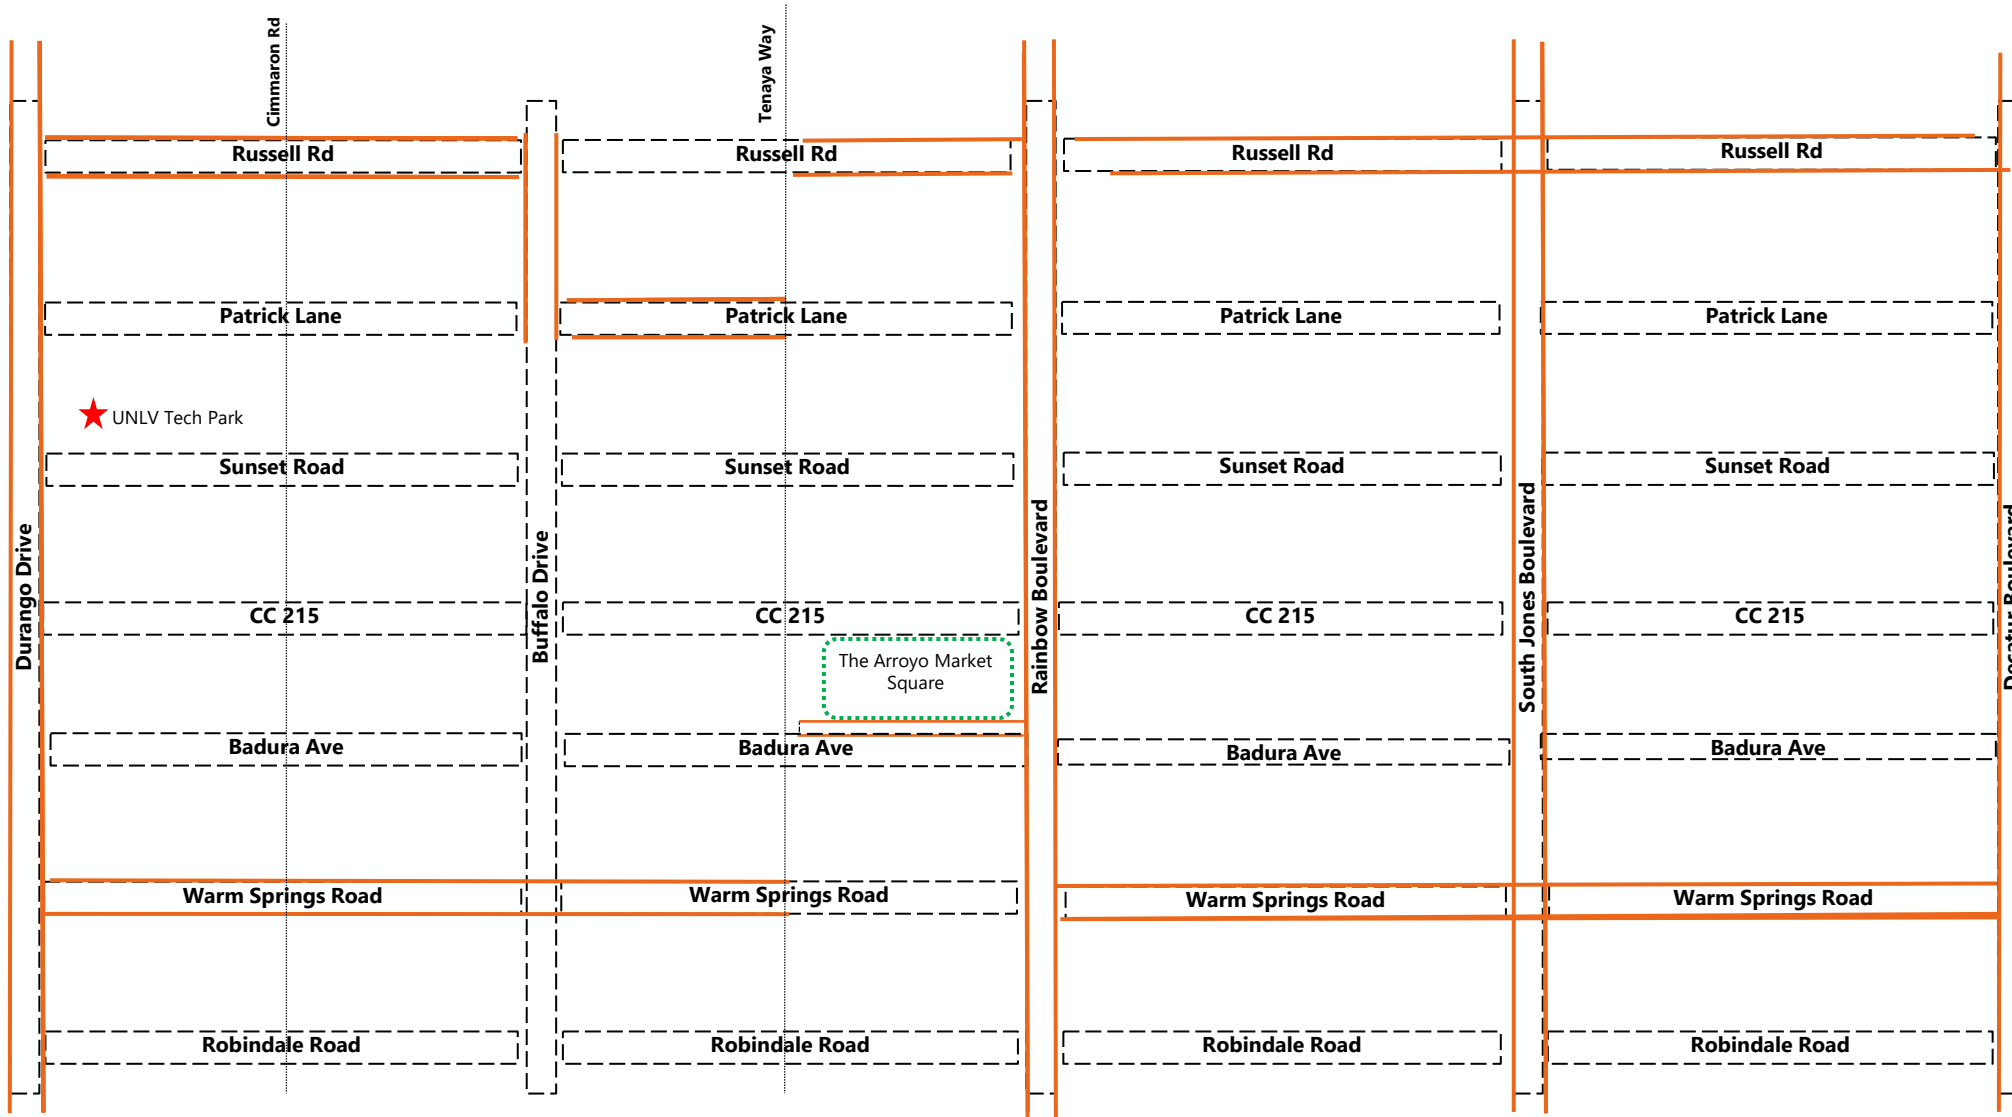 Cimmaron Rd
Tenaya Way
Russell Rd
Russell Rd
Russell Rd
Russell Rd
Patrick Lane
Patrick Lane
Patrick Lane
Patrick Lane
UNLV Tech Park
Sunset Road
Sunset Road
Sunset Road
Sunset Road
Durango Drive
Buffalo Drive
Rainbow Boulevard
South Jones Boulevard
Decatur Boulevard
CC 215
CC 215
CC 215
CC 215
The Arroyo Market
Square
Badura Ave
Badura Ave
Badura Ave
Badura Ave
Warm Springs Road
Warm Springs Road
Warm Springs Road
Warm Springs Road
Robindale Road
Robindale Road
Robindale Road
Robindale Road